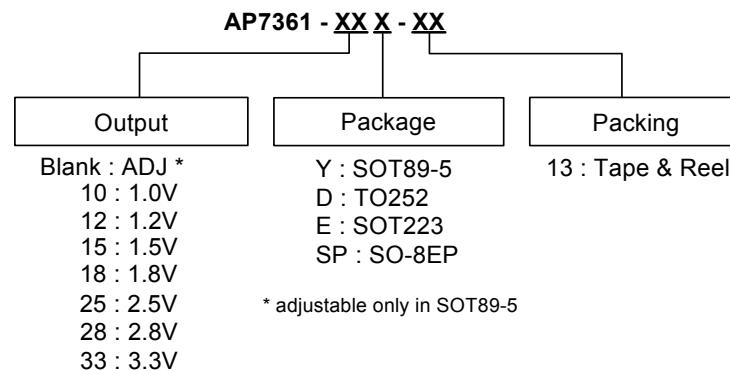 AP7361 - XX X - XX
Output
Blank : ADJ *
10 : 1.0V
12 : 1.2V
15 : 1.5V
18 : 1.8V
25 : 2.5V
28 : 2.8V
33 : 3.3V
Package
Y : SOT89-5
D : TO252
E : SOT223
SP : SO-8EP
* adjustable only in SOT89-5
Packing
13 : Tape & Reel